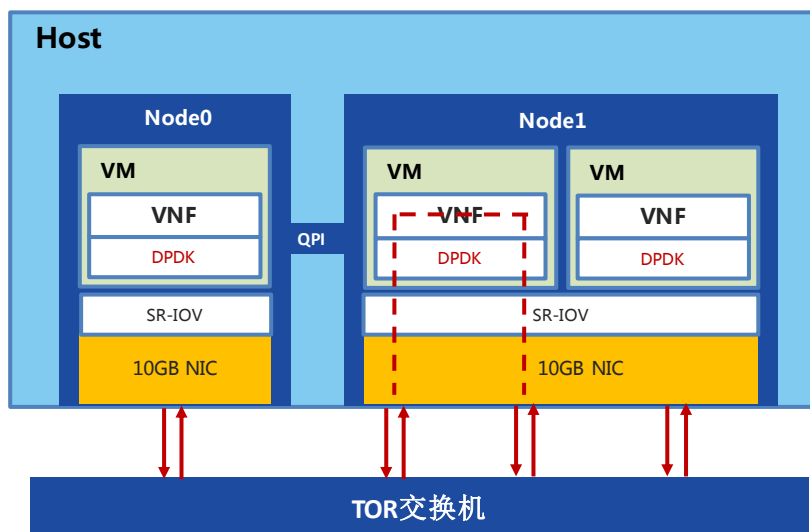 Host
Node0
Node1
VM
VM
VM
VNF
VNF
VNF
QPI
DPDK
DPDK
DPDK
SR-IOV
SR-IOV
10GB NIC
10GB NIC
TOR交换机